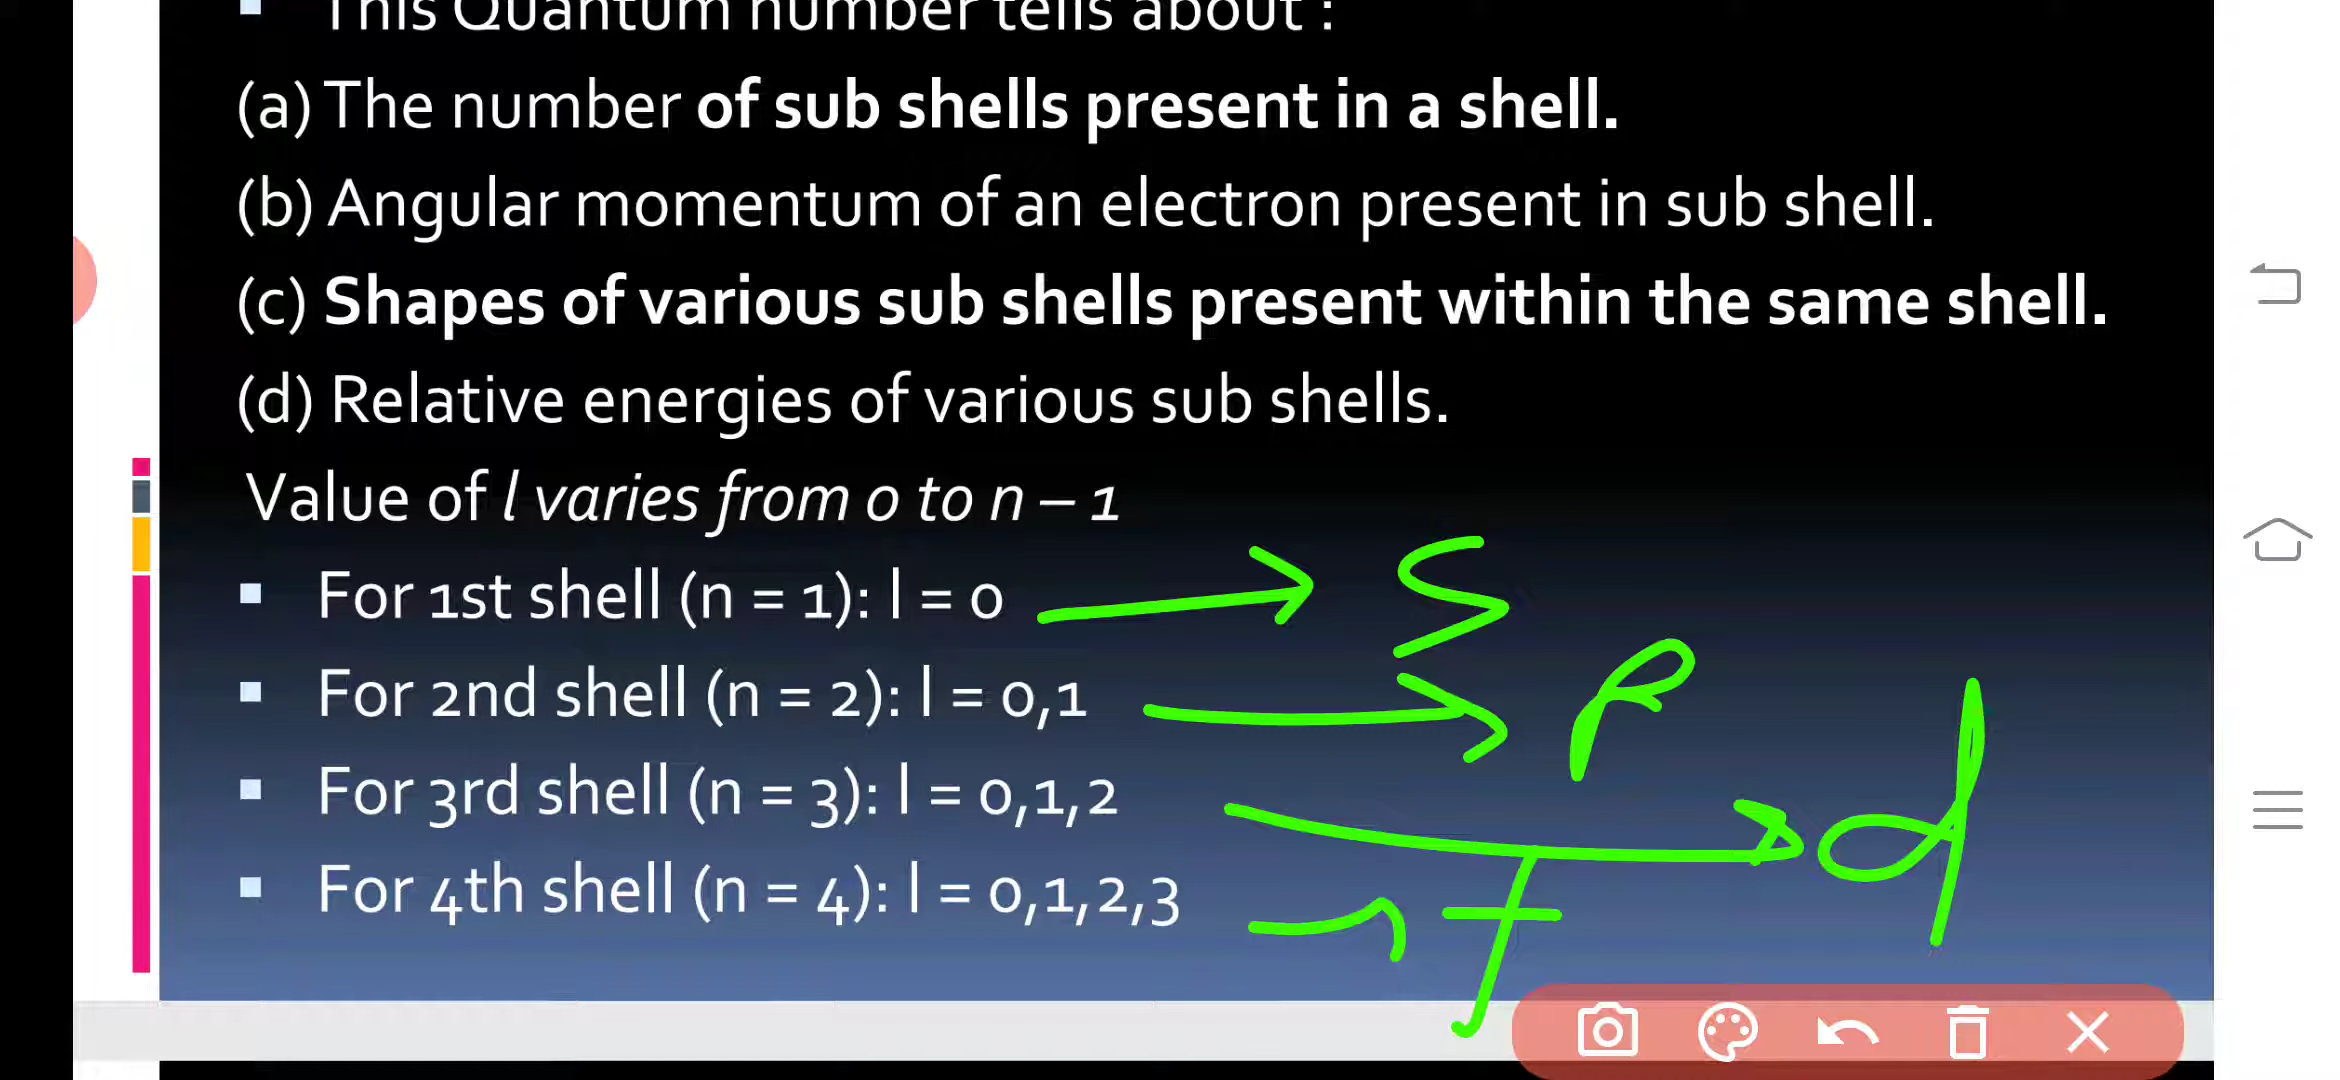 This Quantum number tells about :
(a) The number of sub shells present in a shell.
(b) Angular momentum of an electron present in sub shell.
(c) Shapes of various sub shells present within the same shell.
(d) Relative energies of various sub shells.
Value of l varies from 0 to n – 1
For 1st shell (n = 1): l = 0 → S
For 2nd shell (n = 2): l = 0,1 → P
For 3rd shell (n = 3): l = 0,1,2 → d
For 4th shell (n = 4): l = 0,1,2,3 → f